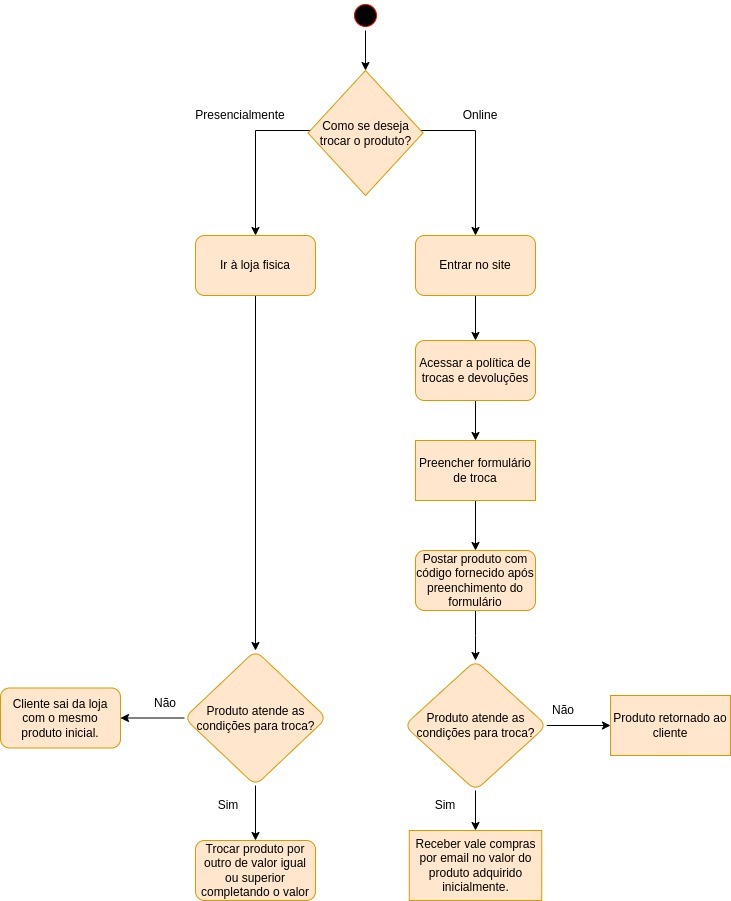 Presencialmente
Online
Como se deseja
trocar o produto?
Ir à loja fisica
Entrar no site
Acessar a política de
trocas e devoluções
Preencher formulário
de troca
Postar produto com
código fornecido após
preenchimento do
formulário
Não
Cliente sai da loja
com o mesmo
produto inicial.
Produto atende as
condições para troca?
Produto atende as
condições para troca?
Não
Produto retornado ao
cliente
Sim
Sim
Trocar produto por
outro de valor igual
ou superior
completando o valor
Receber vale compras
por email no valor do
produto adquirido
inicialmente.